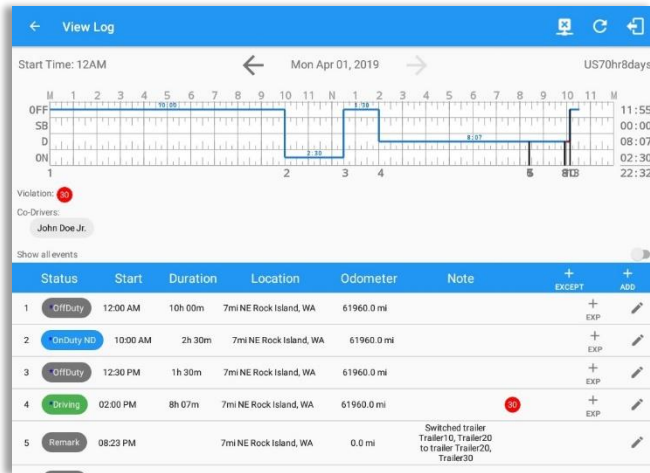 View Log
Start Time: 12AM Mon Apr 01, 2019 US70hr8days
M 1 2 3 4 5 6 7 8 9 10 11 N 1 2 3 4 5 6 7 8 9 10 11 M
OFF 10:00 1:30 11:55
SB 00:00
D 8:07 08:07
ON 2:30 02:30
1 2 3 4 22:32
Violation: 30
Co-Drivers:
John Doe Jr.
Show all events
Status Start Duration Location Odometer Note + EXCEPT + ADD
1 *OffDuty 12:00 AM 10h 00m 7mi NE Rock Island, WA 61960.0 mi + EXP
2 *OnDuty ND 10:00 AM 2h 30m 7mi NE Rock Island, WA 61960.0 mi + EXP
3 *OffDuty 12:30 PM 1h 30m 7mi NE Rock Island, WA 61960.0 mi + EXP
4 *Driving 02:00 PM 8h 07m 7mi NE Rock Island, WA 61960.0 mi 30 + EXP
5 Remark 08:23 PM 7mi NE Rock Island, WA 0.0 mi
Switched trailer
Trailer10, Trailer20
to trailer Trailer20,
Trailer30